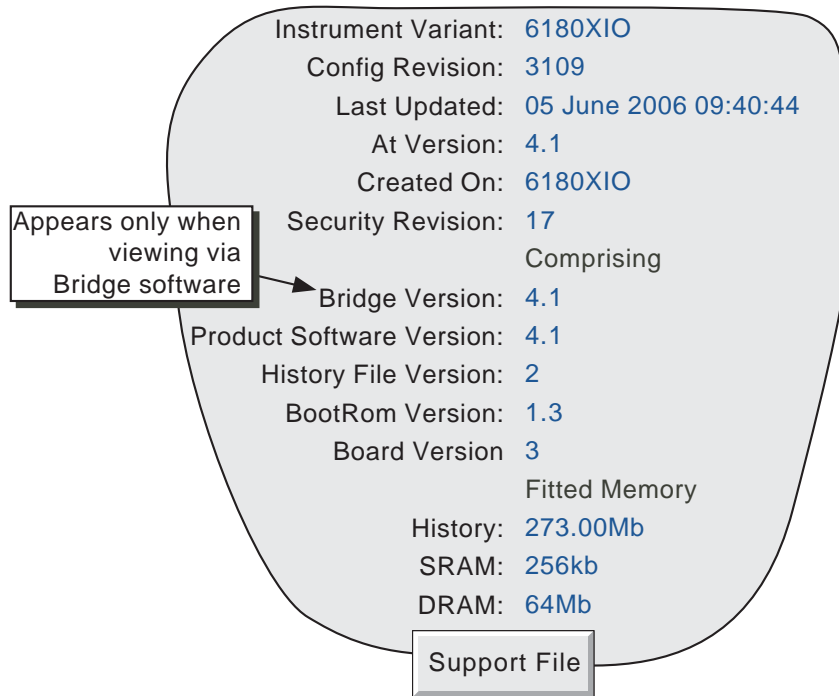 Instrument Variant: 6180XIO
Config Revision: 3109
Last Updated: 05 June 2006 09:40:44
At Version: 4.1
Created On: 6180XIO
Security Revision: 17
Comprising
Appears only when
viewing via
Bridge software
Bridge Version: 4.1
Product Software Version: 4.1
History File Version: 2
BootRom Version: 1.3
Board Version 3
Fitted Memory
History: 273.00Mb
SRAM: 256kb
DRAM: 64Mb
Support File